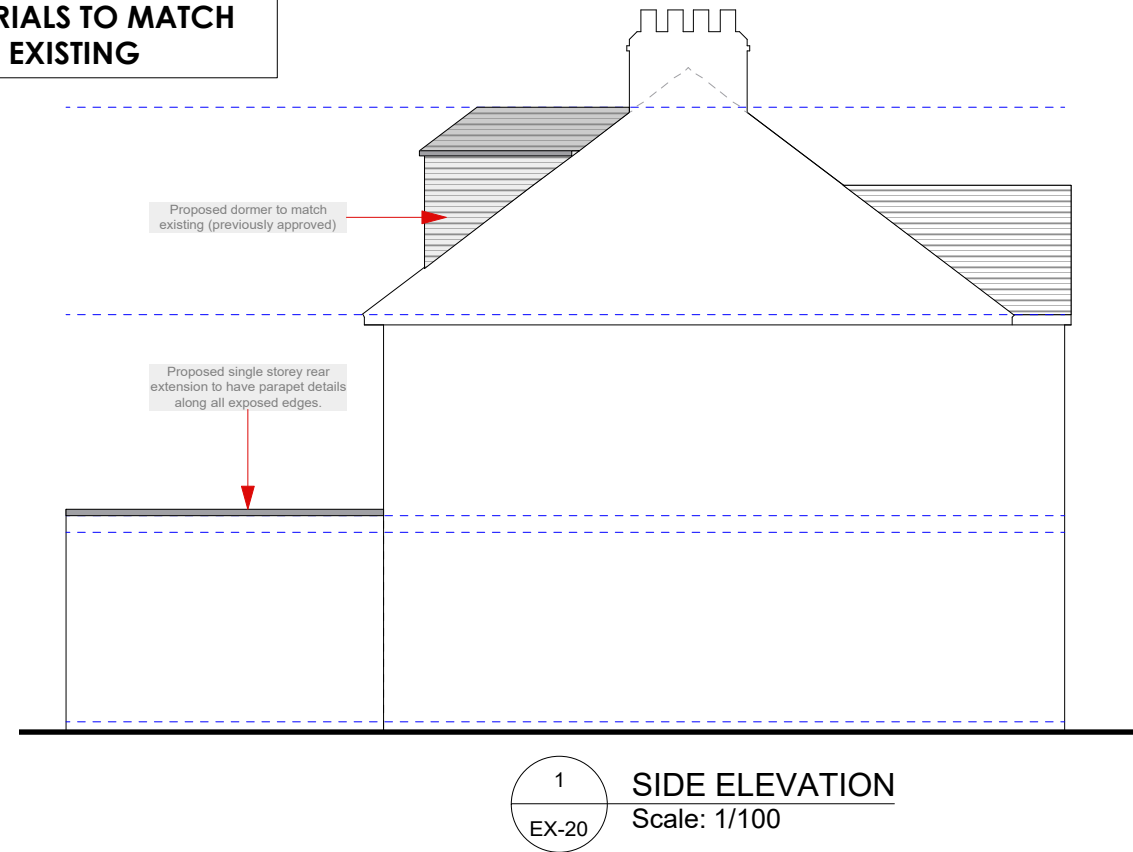 TO MATCH
EXISTING
Proposed dormer to match
existing (previously approved)
Proposed single storey rear
extension to have parapet details
along all exposed edges.
1
EX-20
SIDE ELEVATION
Scale: 1/100